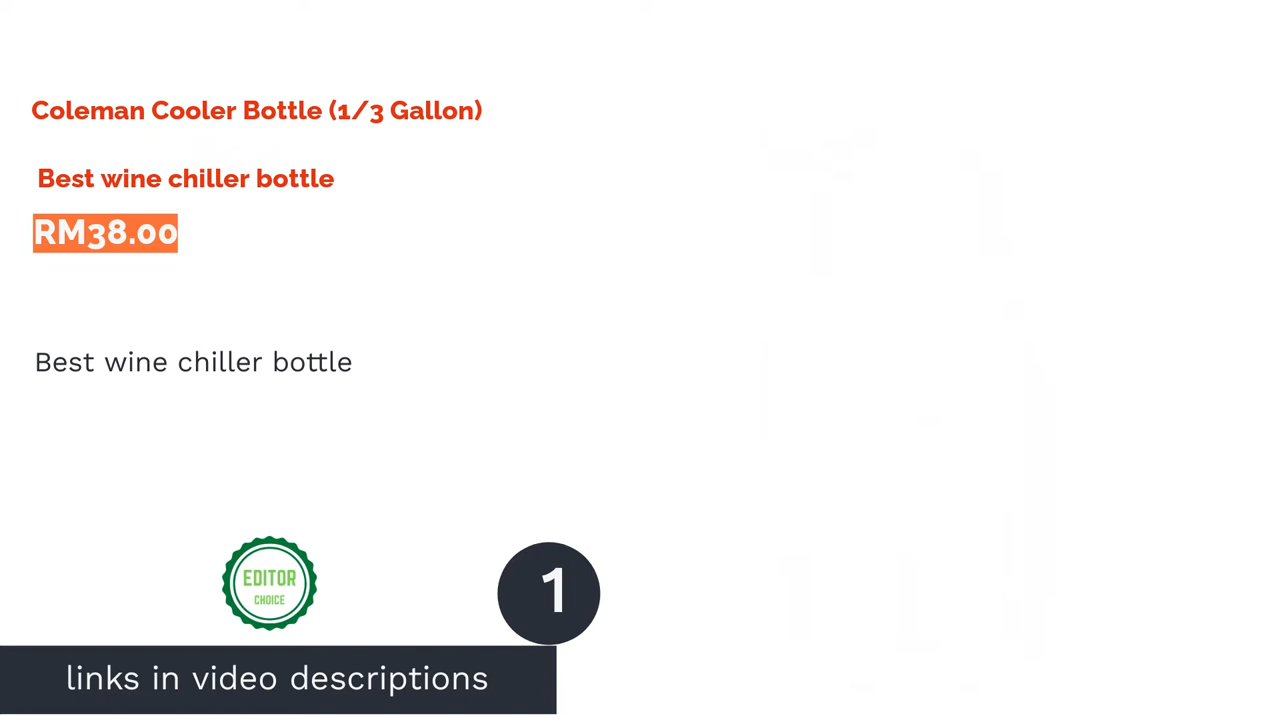 Coleman Cooler Bottle (1/3 Gallon)
Best wine chiller bottle
RM38.00
Best wine chiller bottle
EDITOR
CHOICE
1
links in video descriptions